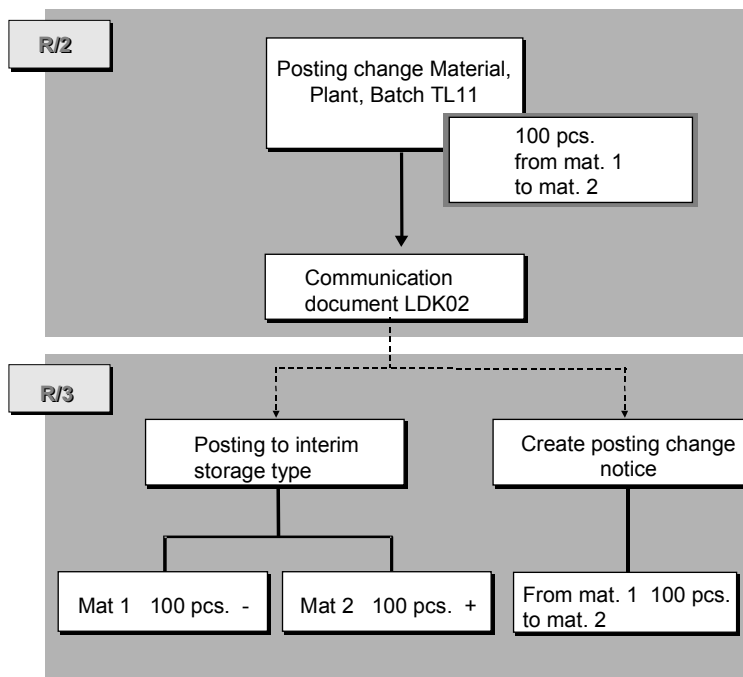 R/2
Posting change Material,
Plant, Batch TL11
100 pcs.
from mat. 1
to mat. 2
Communication
document LDK02
R/3
Posting to interim
storage type
Create posting change
notice
Mat 1 100 pcs. -
Mat 2 100 pcs. +
From mat. 1 100 pcs.
to mat. 2